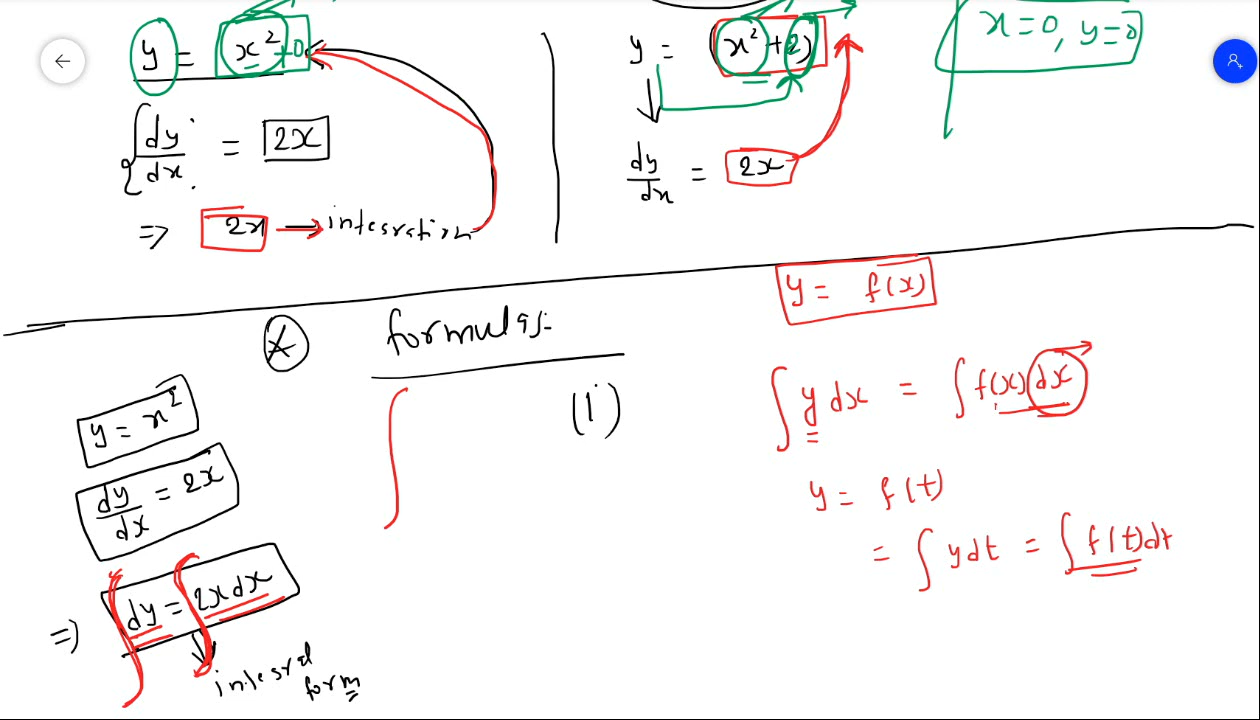 y = x² + 0
dy/dx = 2x
⇒ 2x → integration
y = (x² + 2)
dy/dx = 2x
x = 0, y = 0
formulas:
y = x²
dy/dx = 2x
⇒ ∫dy = ∫2x dx
integral
form
∫
(1)
y = f(x)
∫ y dx = ∫ f(x) dx
y = f(t)
= ∫ y dt = ∫ f(t) dt